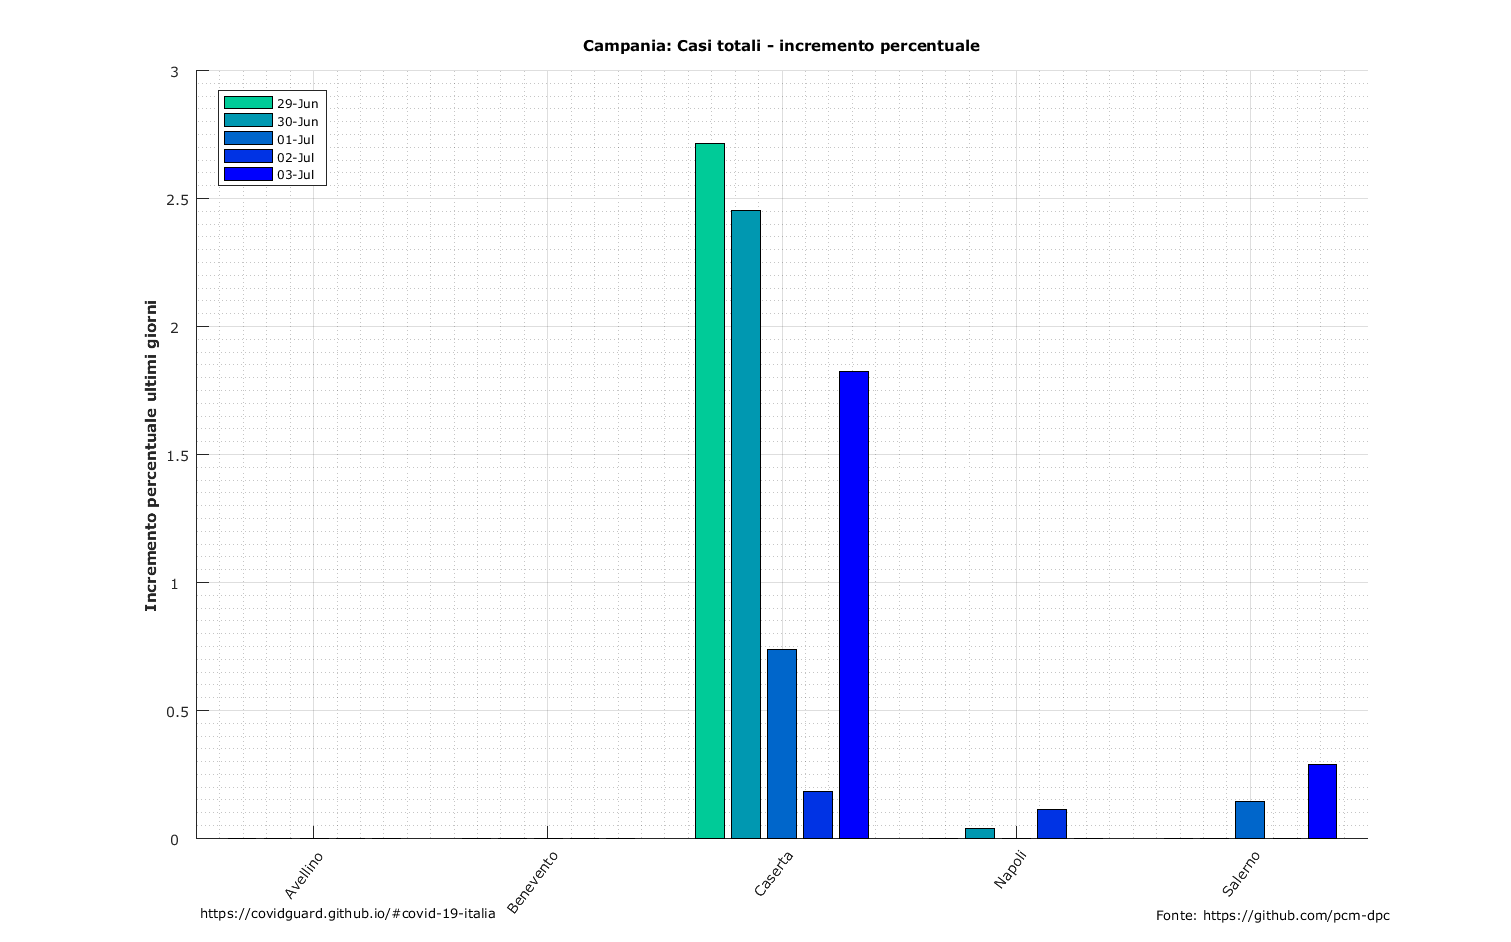 Campania: Casi totali - incremento percentuale
3
2.5
2
1.5
1
0.5
0
29-Jun
30-Jun
01-Jul
02-Jul
03-Jul
Incremento percentuale ultimi giorni
Avellino
Benevento
Caserta
Napoli
Salerno
https://covidguard.github.io/#covid-19-italia
Fonte: https://github.com/pcm-dpc